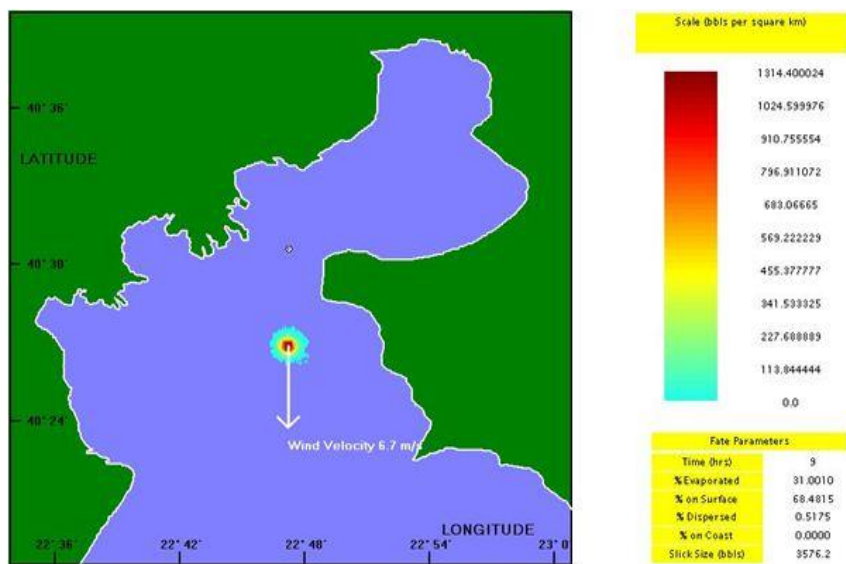 Scale (bbls per square km)
1314.400024
1024.599976
910.755554
796.911072
683.06665
569.222229
455.377777
341.533325
227.688889
113.844444
0.0
40° 36'
LATITUDE
40° 30'
40° 24'
Wind Velocity 6.7 m/s
LONGITUDE
22° 36' 22° 42' 22° 48' 22° 54' 23° 0'
Fate Parameters
Time (hrs) 9
% Evaporated 31.0010
% on Surface 68.4815
% Dispersed 0.5175
% on Coast 0.0000
Slick Size (bbls) 3576.2